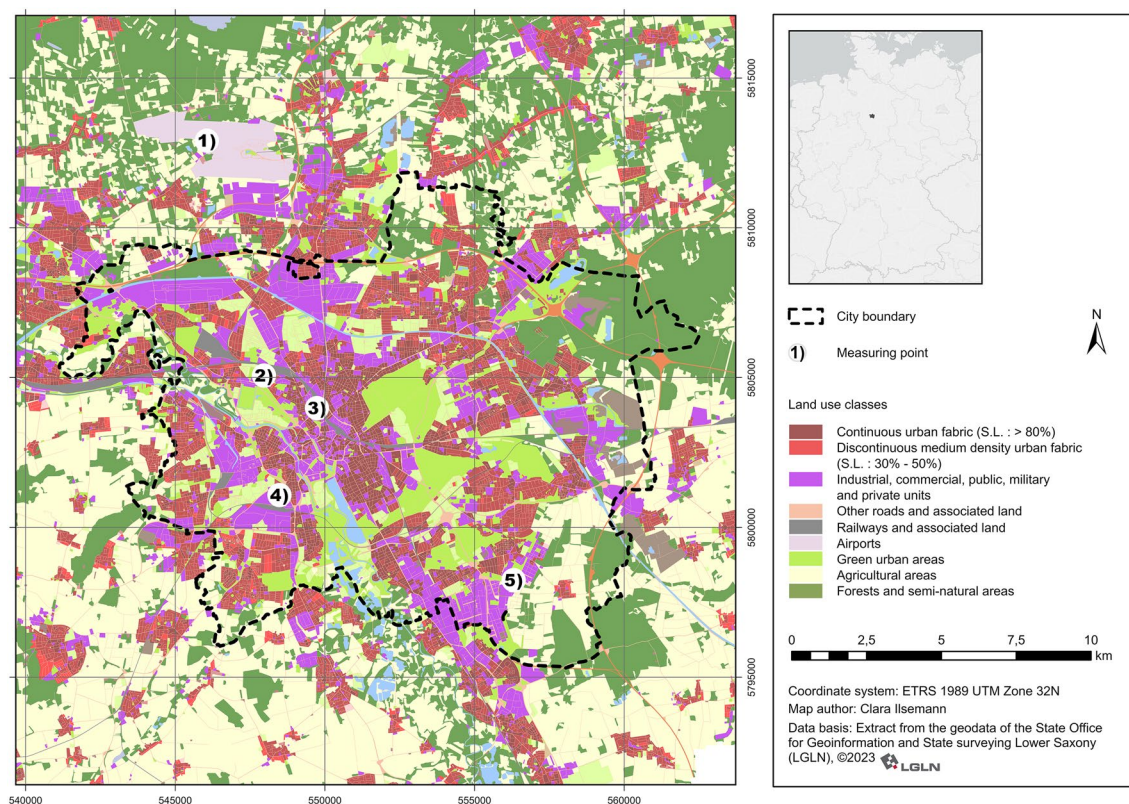 1)
2)
3)
4)
5)
5815000
5810000
5805000
5800000
5795000
540000
545000
550000
555000
560000
City boundary
N
1)
Measuring point
Land use classes
Continuous urban fabric (S.L. : > 80%)
Discontinuous medium density urban fabric
(S.L. : 30% - 50%)
Industrial, commercial, public, military
and private units
Other roads and associated land
Railways and associated land
Airports
Green urban areas
Agricultural areas
Forests and semi-natural areas
0 2,5 5 7,5 10
km
Coordinate system: ETRS 1989 UTM Zone 32N
Map author: Clara Ilsemann
Data basis: Extract from the geodata of the State Office
for Geoinformation and State surveying Lower Saxony
(LGLN), ©2023 LGLN